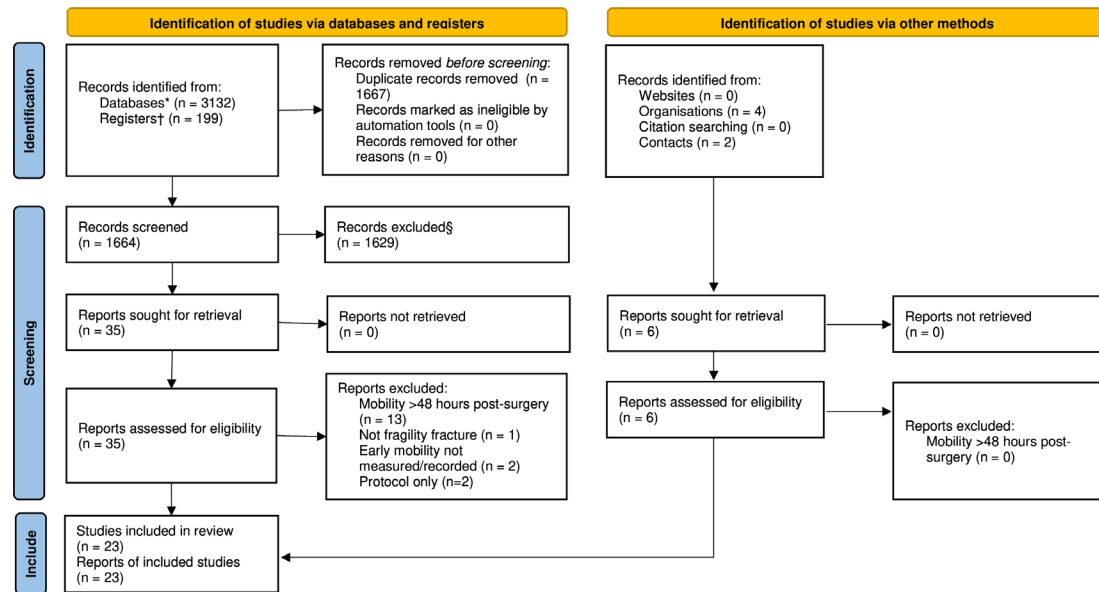 Identification of studies via databases and registers
Identification of studies via other methods
Identification
Records identified from:
Databases* (n = 3132)
Registers† (n = 199)
Records removed before screening:
Duplicate records removed (n =
1667)
Records marked as ineligible by
automation tools (n = 0)
Records removed for other
reasons (n = 0)
Records identified from:
Websites (n = 0)
Organisations (n = 4)
Citation searching (n = 0)
Contacts (n = 2)
Screening
Records screened
(n = 1664)
Records excluded§
(n = 1629)
Reports sought for retrieval
(n = 35)
Reports not retrieved
(n = 0)
Reports sought for retrieval
(n = 6)
Reports not retrieved
(n = 0)
Reports assessed for eligibility
(n = 35)
Reports excluded:
Mobility >48 hours post-surgery
(n = 13)
Not fragility fracture (n = 1)
Early mobility not
measured/recorded (n = 2)
Protocol only (n=2)
Reports assessed for eligibility
(n = 6)
Reports excluded:
Mobility >48 hours post-
surgery (n = 0)
Include
Studies included in review
(n = 23)
Reports of included studies
(n = 23)